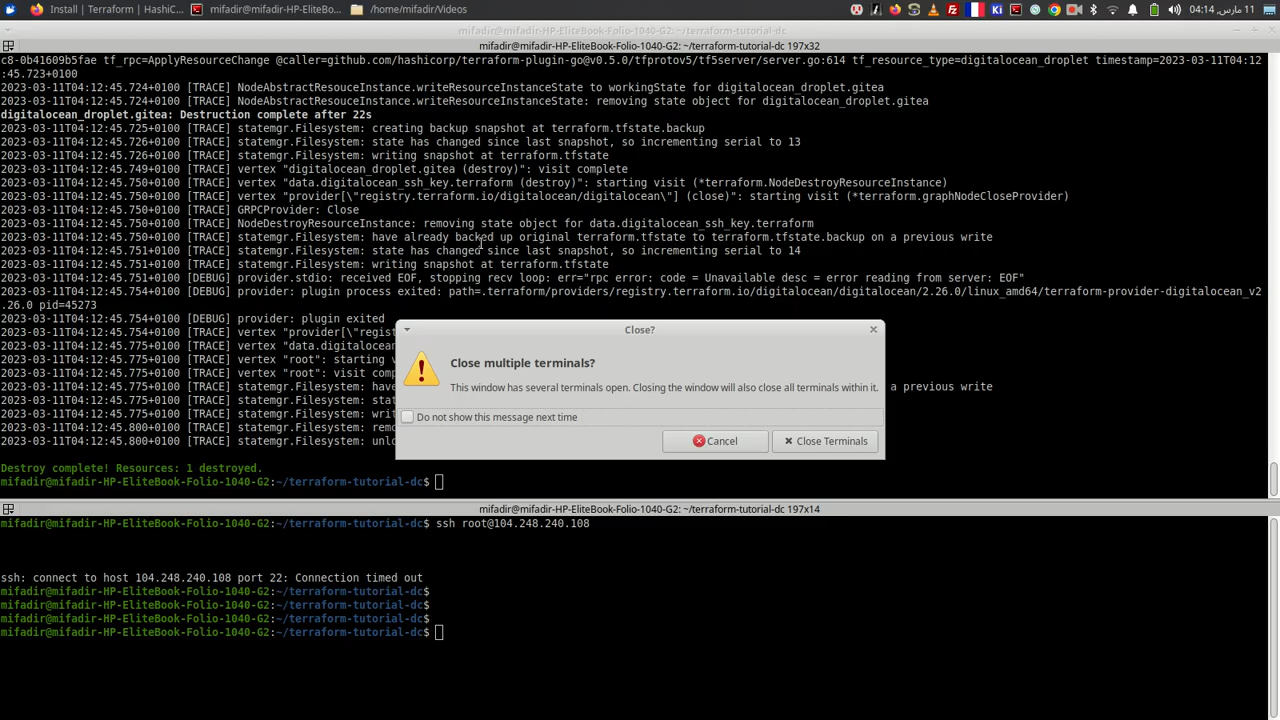 Install | Terraform | HashiC... mifadir@mifadir-HP-EliteBoo... /home/mifadir/Videos Ki 04:14 ,مارس 11
mifadir@mifadir-HP-EliteBook-Folio-1040-G2: ~/terraform-tutorial-dc
mifadir@mifadir-HP-EliteBook-Folio-1040-G2: ~/terraform-tutorial-dc 197x32
c8-0b41609b5fae tf_rpc=ApplyResourceChange @caller=github.com/hashicorp/terraform-plugin-go@v0.5.0/tfprotov5/tf5server/server.go:614 tf_resource_type=digitalocean_droplet timestamp=2023-03-11T04:12
:45.723+0100
2023-03-11T04:12:45.724+0100 [TRACE] NodeAbstractResouceInstance.writeResourceInstanceState to workingState for digitalocean_droplet.gitea
2023-03-11T04:12:45.724+0100 [TRACE] NodeAbstractResouceInstance.writeResourceInstanceState: removing state object for digitalocean_droplet.gitea
digitalocean_droplet.gitea: Destruction complete after 22s
2023-03-11T04:12:45.725+0100 [TRACE] statemgr.Filesystem: creating backup snapshot at terraform.tfstate.backup
2023-03-11T04:12:45.726+0100 [TRACE] statemgr.Filesystem: state has changed since last snapshot, so incrementing serial to 13
2023-03-11T04:12:45.726+0100 [TRACE] statemgr.Filesystem: writing snapshot at terraform.tfstate
2023-03-11T04:12:45.749+0100 [TRACE] vertex "digitalocean_droplet.gitea (destroy)": visit complete
2023-03-11T04:12:45.750+0100 [TRACE] vertex "data.digitalocean_ssh_key.terraform (destroy)": starting visit (*terraform.NodeDestroyResourceInstance)
2023-03-11T04:12:45.750+0100 [TRACE] vertex "provider[\"registry.terraform.io/digitalocean/digitalocean\"] (close)": starting visit (*terraform.graphNodeCloseProvider)
2023-03-11T04:12:45.750+0100 [TRACE] GRPCProvider: Close
2023-03-11T04:12:45.750+0100 [TRACE] NodeDestroyResourceInstance: removing state object for data.digitalocean_ssh_key.terraform
2023-03-11T04:12:45.750+0100 [TRACE] statemgr.Filesystem: have already backed up original terraform.tfstate to terraform.tfstate.backup on a previous write
2023-03-11T04:12:45.751+0100 [TRACE] statemgr.Filesystem: state has changed since last snapshot, so incrementing serial to 14
2023-03-11T04:12:45.751+0100 [TRACE] statemgr.Filesystem: writing snapshot at terraform.tfstate
2023-03-11T04:12:45.751+0100 [DEBUG] provider.stdio: received EOF, stopping recv loop: err="rpc error: code = Unavailable desc = error reading from server: EOF"
2023-03-11T04:12:45.754+0100 [DEBUG] provider: plugin process exited: path=.terraform/providers/registry.terraform.io/digitalocean/digitalocean/2.26.0/linux_amd64/terraform-provider-digitalocean_v2
.26.0 pid=45273
2023-03-11T04:12:45.754+0100 [DEBUG] provider: plugin exited
2023-03-11T04:12:45.754+0100 [TRACE] vertex "provider[\"regist
2023-03-11T04:12:45.754+0100 [TRACE] vertex "data.
2023-03-11T04:12:45.775+0100 [TRACE] vertex "root": starting v
2023-03-11T04:12:45.775+0100 [TRACE] vertex "root": visit comp
2023-03-11T04:12:45.775+0100 [TRACE] statemgr.Filesystem: have a previous write
2023-03-11T04:12:45.775+0100 [TRACE] statemgr.Filesystem: stat
2023-03-11T04:12:45.775+0100 [TRACE] statemgr.Filesystem: writ
2023-03-11T04:12:45.800+0100 [TRACE] statemgr.Filesystem: remo
2023-03-11T04:12:45.800+0100 [TRACE] statemgr.Filesystem: unlo
Close?
Close multiple terminals?
This window has several terminals open. Closing the window will also close all terminals within it.
Do not show this message next time
Cancel Close Terminals
Destroy complete! Resources: 1 destroyed.
mifadir@mifadir-HP-EliteBook-Folio-1040-G2:~/terraform-tutorial-dc$
mifadir@mifadir-HP-EliteBook-Folio-1040-G2: ~/terraform-tutorial-dc 197x14
mifadir@mifadir-HP-EliteBook-Folio-1040-G2:~/terraform-tutorial-dc$ ssh root@104.248.240.108
ssh: connect to host 104.248.240.108 port 22: Connection timed out
mifadir@mifadir-HP-EliteBook-Folio-1040-G2:~/terraform-tutorial-dc$
mifadir@mifadir-HP-EliteBook-Folio-1040-G2:~/terraform-tutorial-dc$
mifadir@mifadir-HP-EliteBook-Folio-1040-G2:~/terraform-tutorial-dc$
mifadir@mifadir-HP-EliteBook-Folio-1040-G2:~/terraform-tutorial-dc$